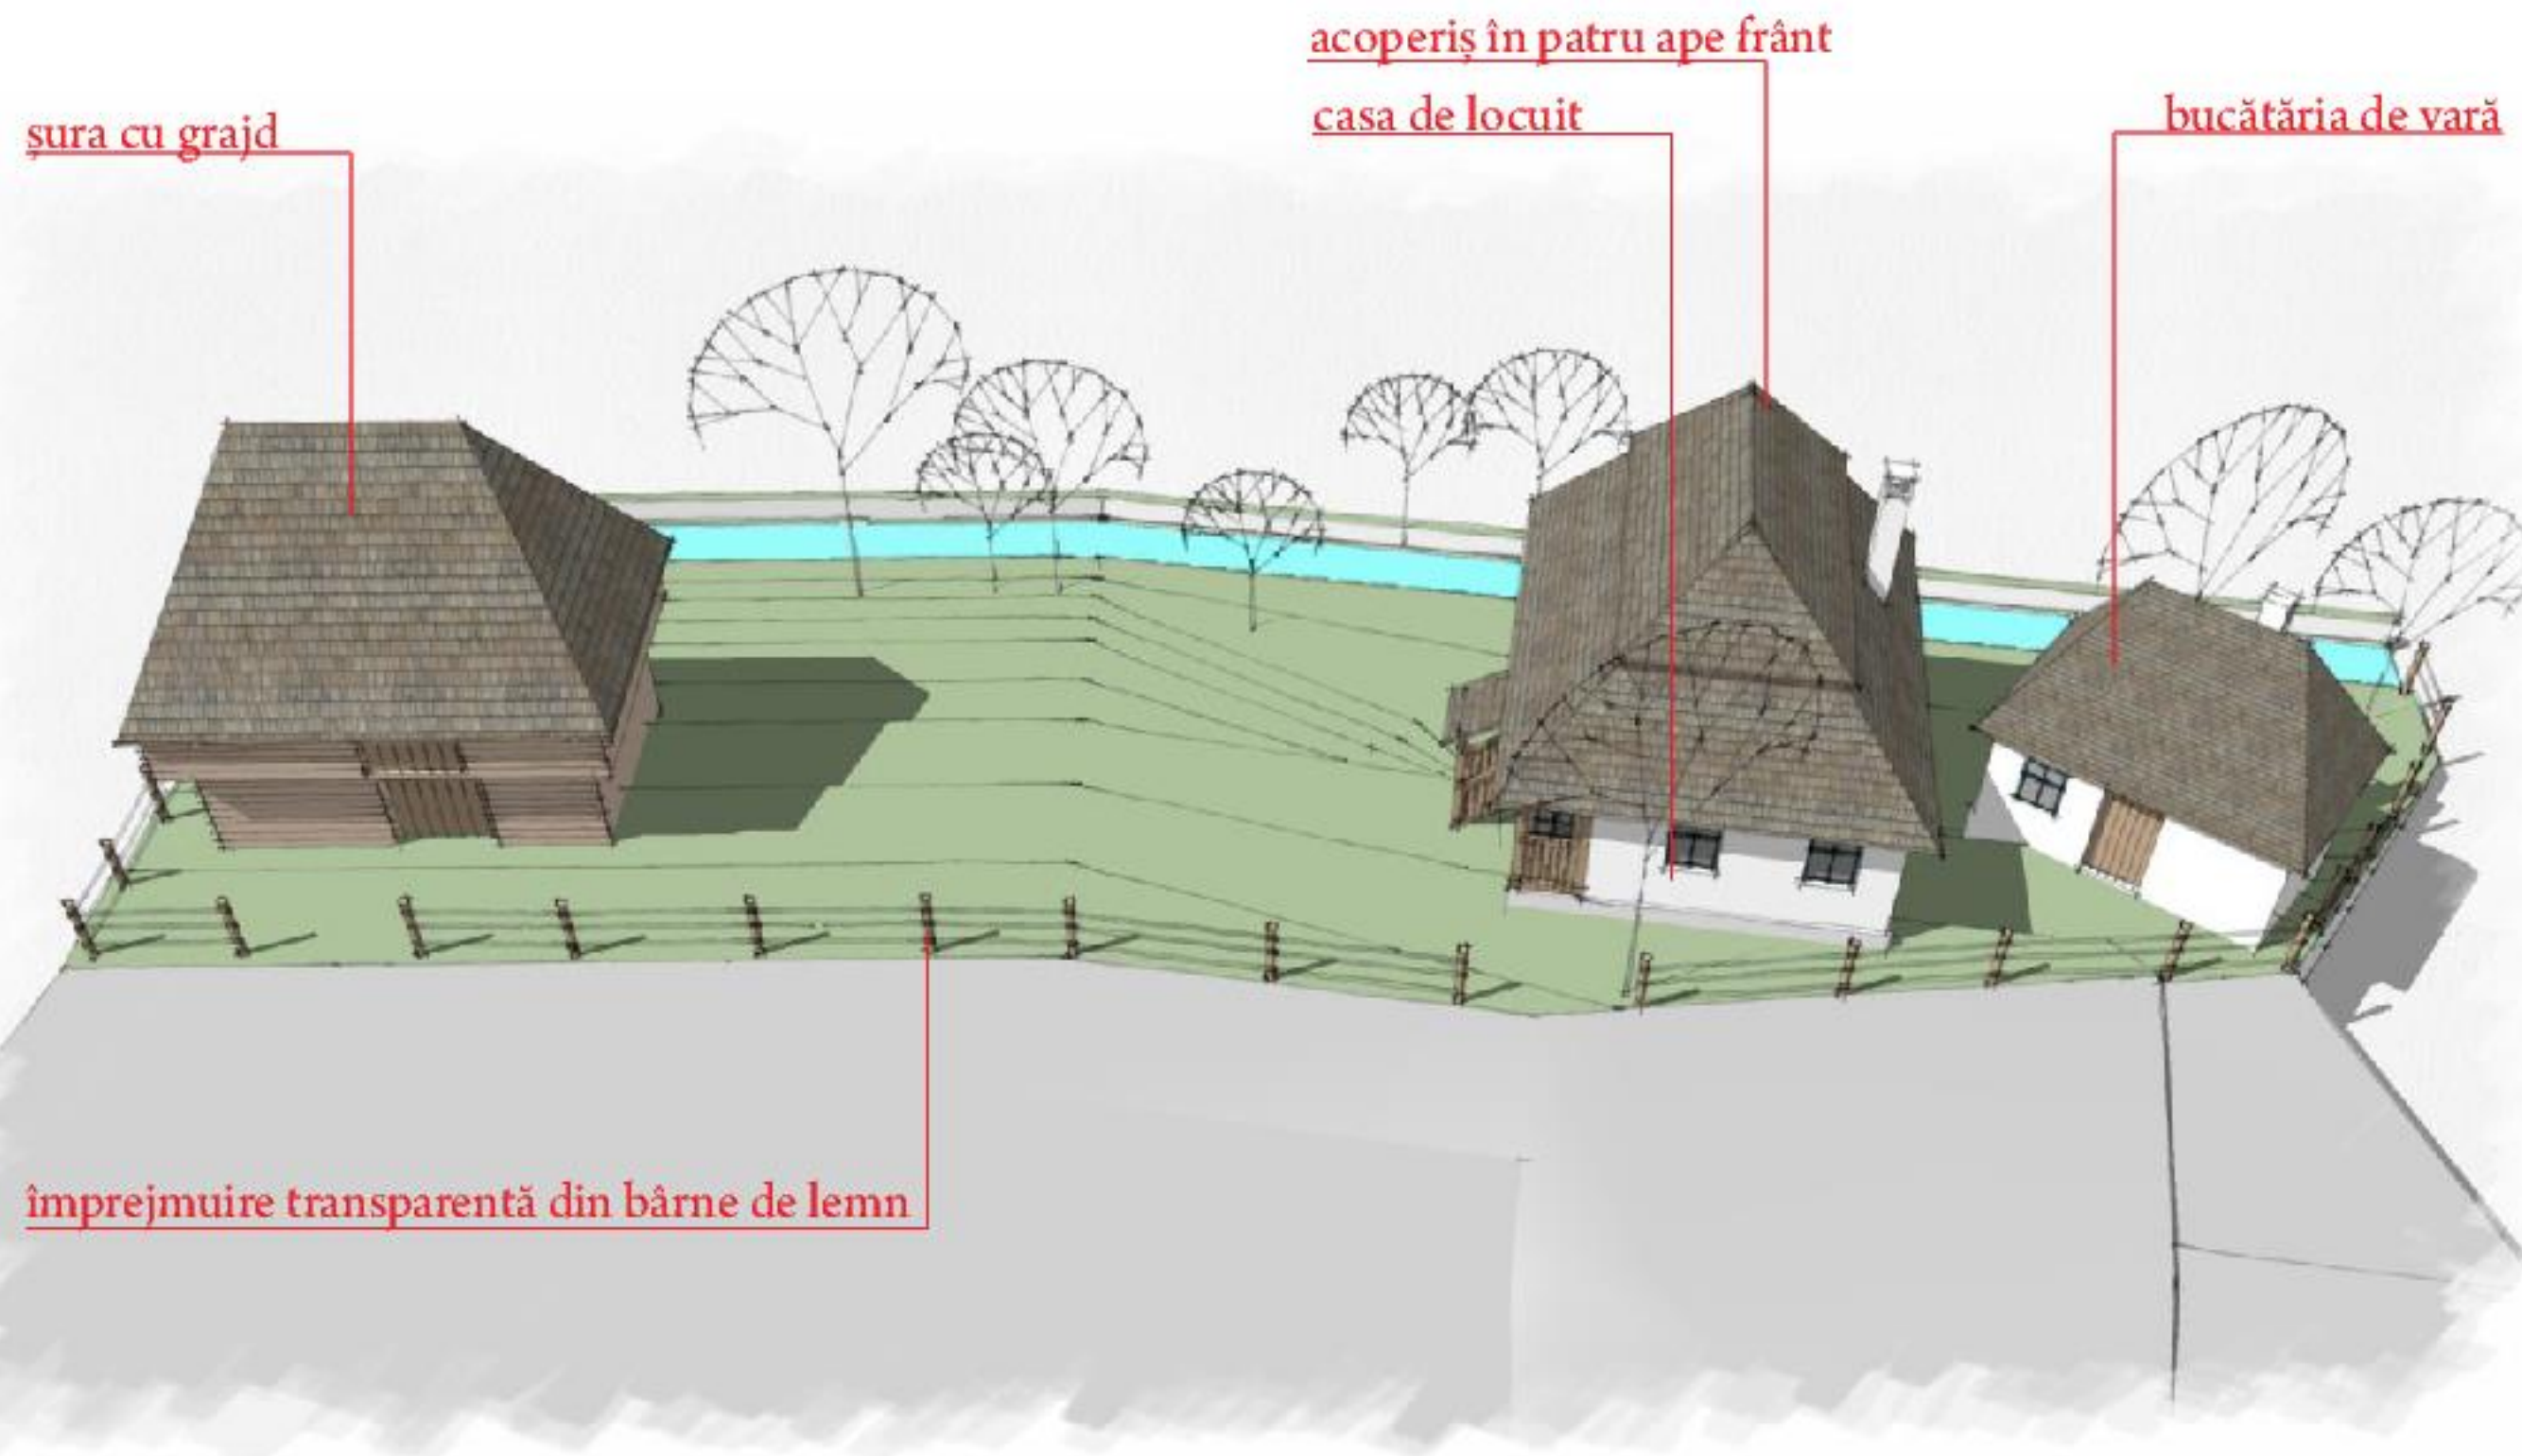 acoperiș în patru ape frânt
casa de locuit
bucătăria de vară
șura cu grajd
împrejmuire transparentă din bârne de lemn